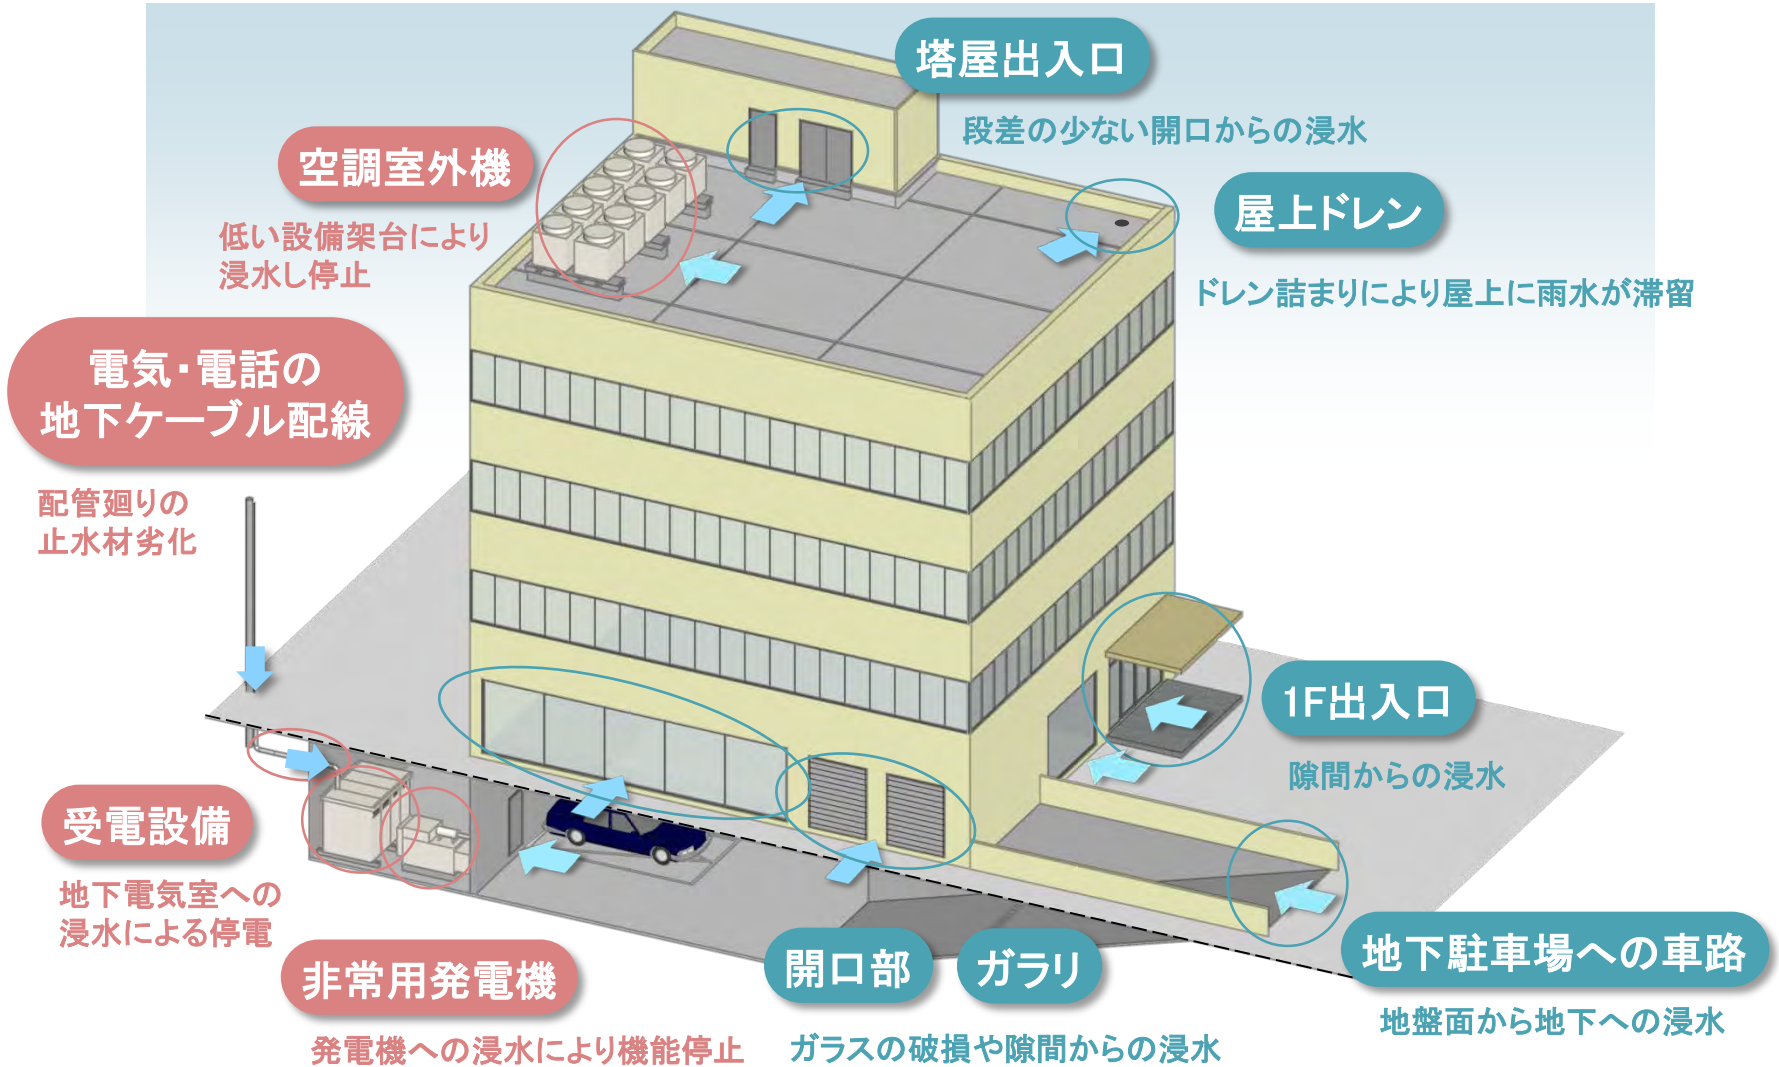 塔屋出入口
段差の少ない開口からの浸水
空調室外機
低い設備架台により
浸水し停止
屋上ドレン
ドレン詰まりにより屋上に雨水が滞留
電気・電話の
地下ケーブル配線
配管廻りの
止水材劣化
1F出入口
隙間からの浸水
受電設備
地下電気室への
浸水による停電
非常用発電機
発電機への浸水により機能停止
開口部
ガラリ
ガラスの破損や隙間からの浸水
地下駐車場への車路
地盤面から地下への浸水